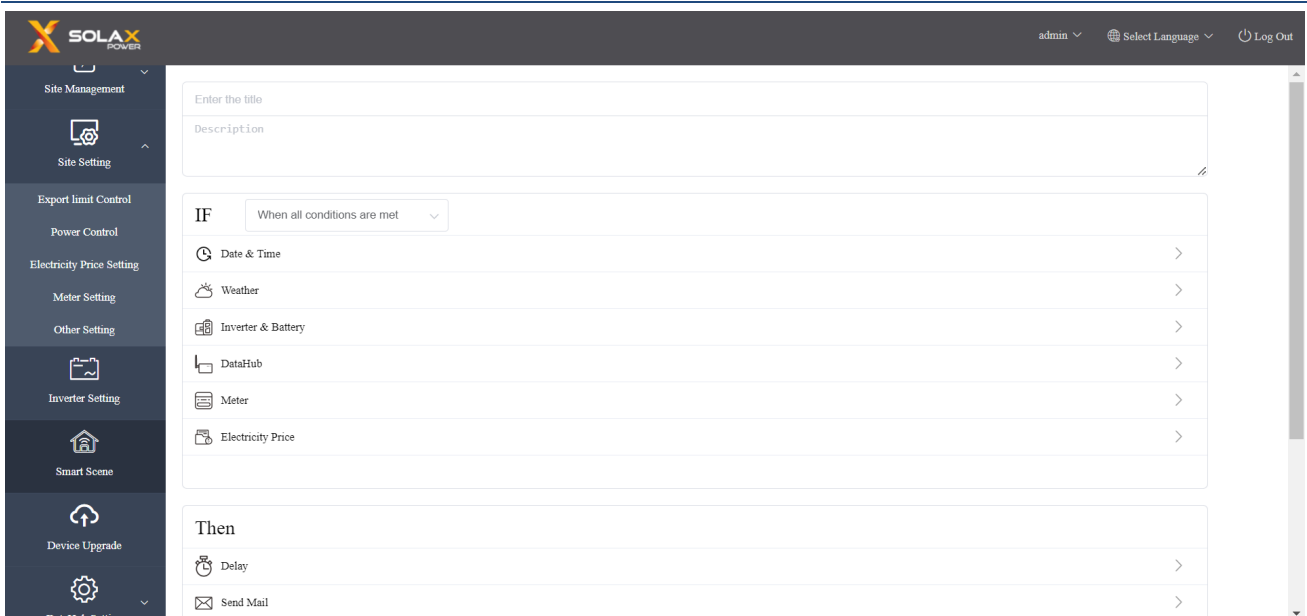 SOLAX
POWER
admin
Select Language
Log Out
Site Management
Site Setting
Export limit Control
Power Control
Electricity Price Setting
Meter Setting
Other Setting
Inverter Setting
Smart Scene
Device Upgrade
Enter the title
Description
IF
When all conditions are met
Date & Time
Weather
Inverter & Battery
DataHub
Meter
Electricity Price
Then
Delay
Send Mail